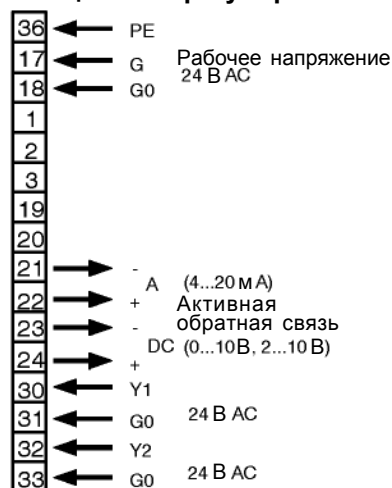 36 PE
17 G Рабочее напряжение
18 G0 24 В AC
1
2
3
19
20
21 -
A (4...20 мА)
22 + Активная
23 - обратная связь
DC (0...10В, 2...10 В)
24 +
30 Y1
31 G0 24 В AC
32 Y2
33 G0 24 В AC